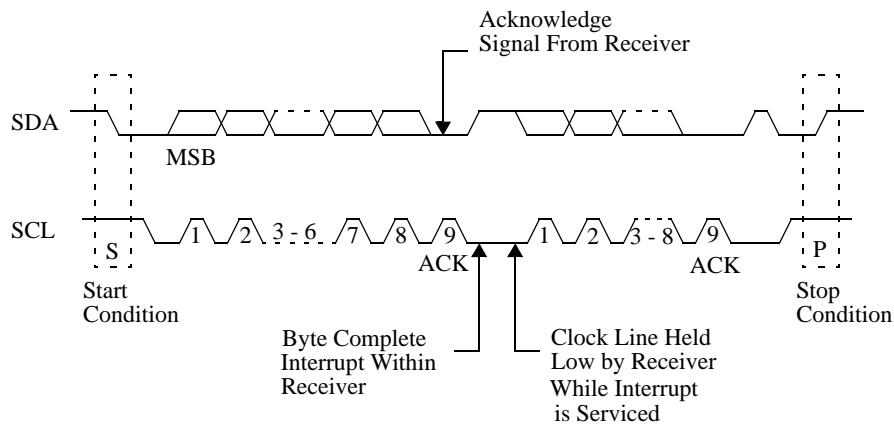 Acknowledge
Signal From Receiver
SDA
MSB
SCL
1 2 3 - 6 7 8 9 1 2 3 - 8 9
S
ACK
ACK
P
Start
Condition
Stop
Condition
Byte Complete
Interrupt Within
Receiver
Clock Line Held
Low by Receiver
While Interrupt
is Serviced